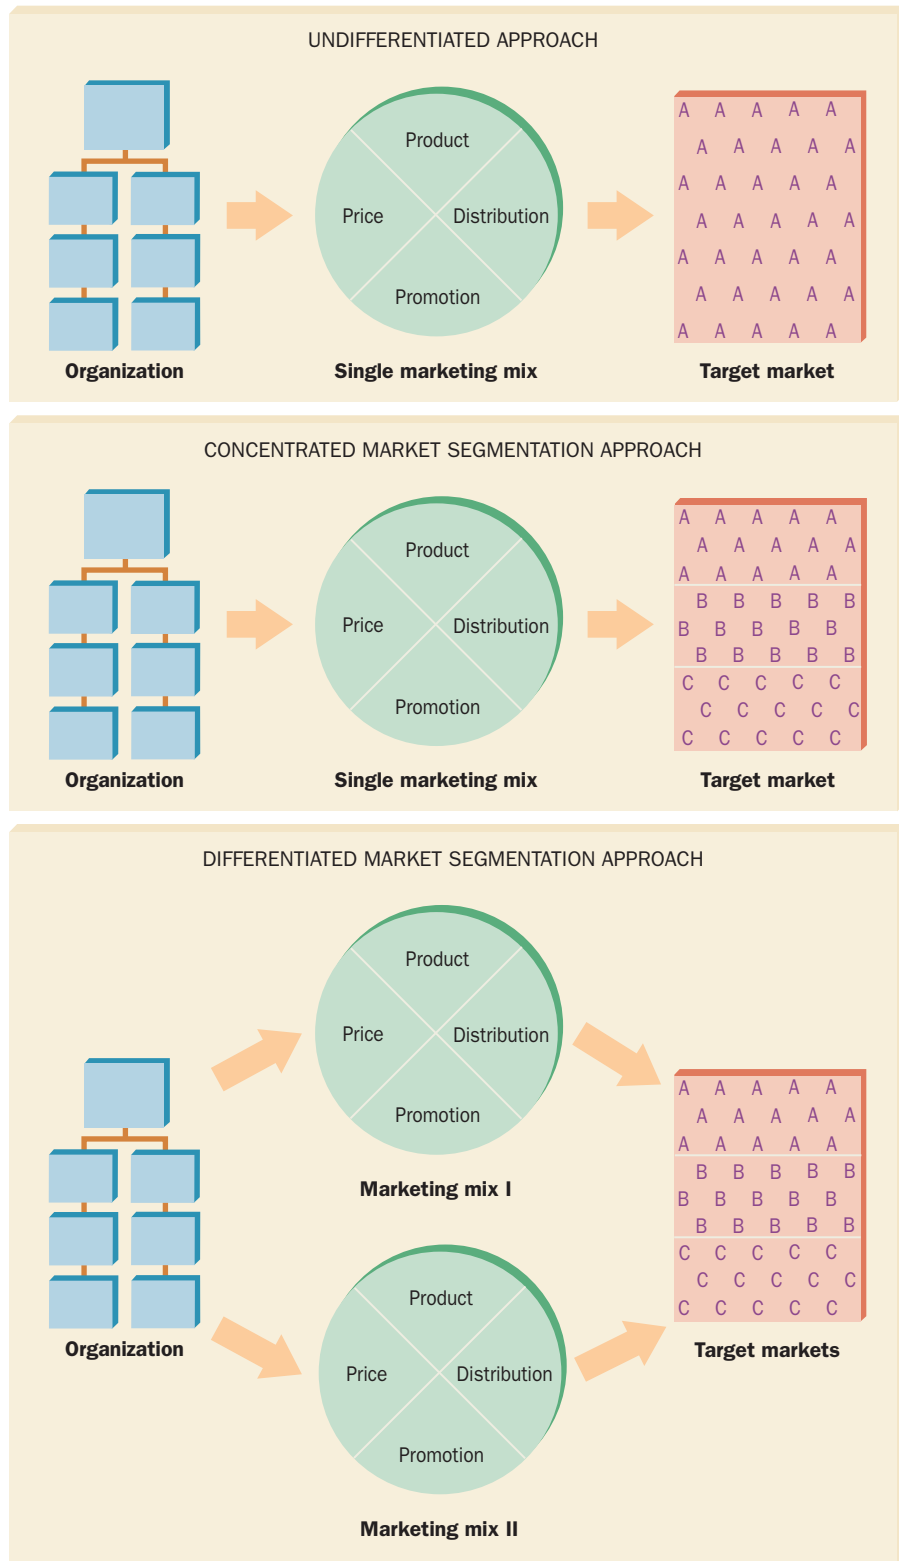 UNDIFFERENTIATED APPROACH
Product
Price Distribution
Promotion
A A A A A
A A A A A
A A A A A
A A A A A
A A A A A
A A A A A
A A A A A
Organization Single marketing mix Target market
CONCENTRATED MARKET SEGMENTATION APPROACH
Product
Price Distribution
Promotion
A A A A A
A A A A A
A A A A A
B B B B B
B B B B B
B B B B B
C C C C C
C C C C C
C C C C C
Organization Single marketing mix Target market
DIFFERENTIATED MARKET SEGMENTATION APPROACH
Product
Price Distribution
Promotion
Marketing mix I
A A A A A
A A A A A
A A A A A
B B B B B
B B B B B
B B B B B
C C C C C
C C C C C
C C C C C
Organization
Target markets
Product
Price Distribution
Promotion
Marketing mix II